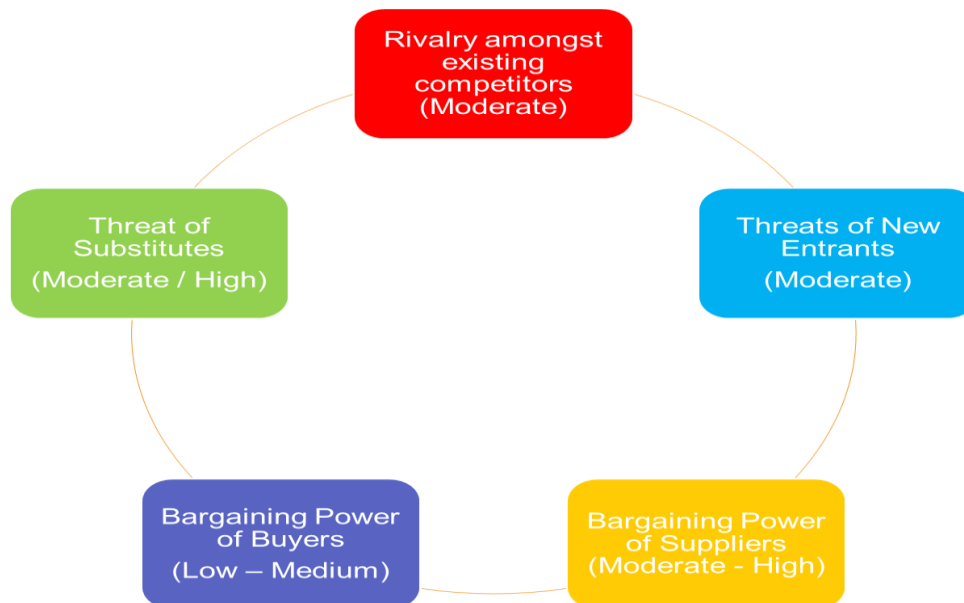 Rivalry amongst
existing
competitors
(Moderate)
Threat of
Substitutes
(Moderate / High)
Threats of New
Entrants
(Moderate)
Bargaining Power
of Buyers
(Low – Medium)
Bargaining Power
of Suppliers
(Moderate - High)